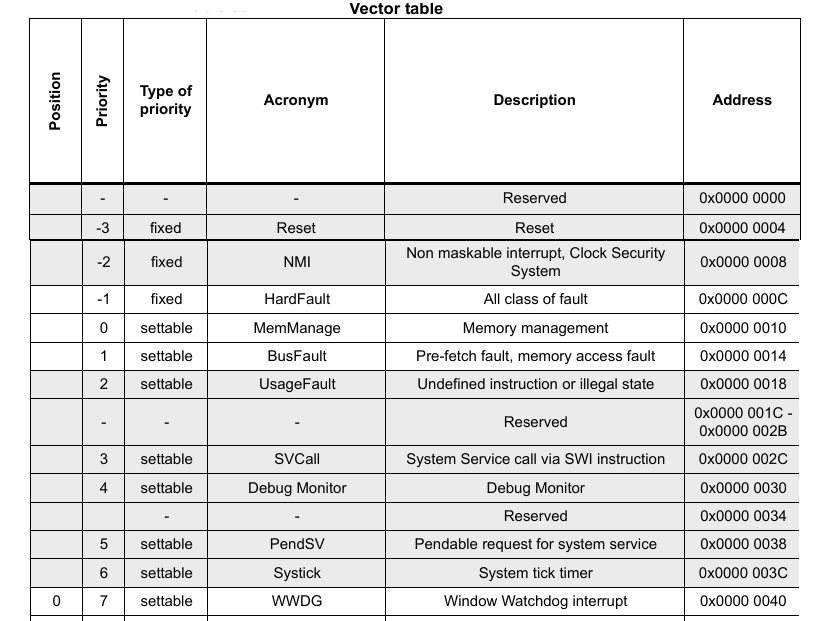 Vector table
Position Priority Type of priority Acronym Description Address
- - - Reserved 0x0000 0000
-3 fixed Reset Reset 0x0000 0004
-2 fixed NMI Non maskable interrupt, Clock Security System 0x0000 0008
-1 fixed HardFault All class of fault 0x0000 000C
0 settable MemManage Memory management 0x0000 0010
1 settable BusFault Pre-fetch fault, memory access fault 0x0000 0014
2 settable UsageFault Undefined instruction or illegal state 0x0000 0018
- - - Reserved 0x0000 001C - 0x0000 002B
3 settable SVCall System Service call via SWI instruction 0x0000 002C
4 settable Debug Monitor Debug Monitor 0x0000 0030
- - Reserved 0x0000 0034
5 settable PendSV Pendable request for system service 0x0000 0038
6 settable Systick System tick timer 0x0000 003C
0 7 settable WWDG Window Watchdog interrupt 0x0000 0040